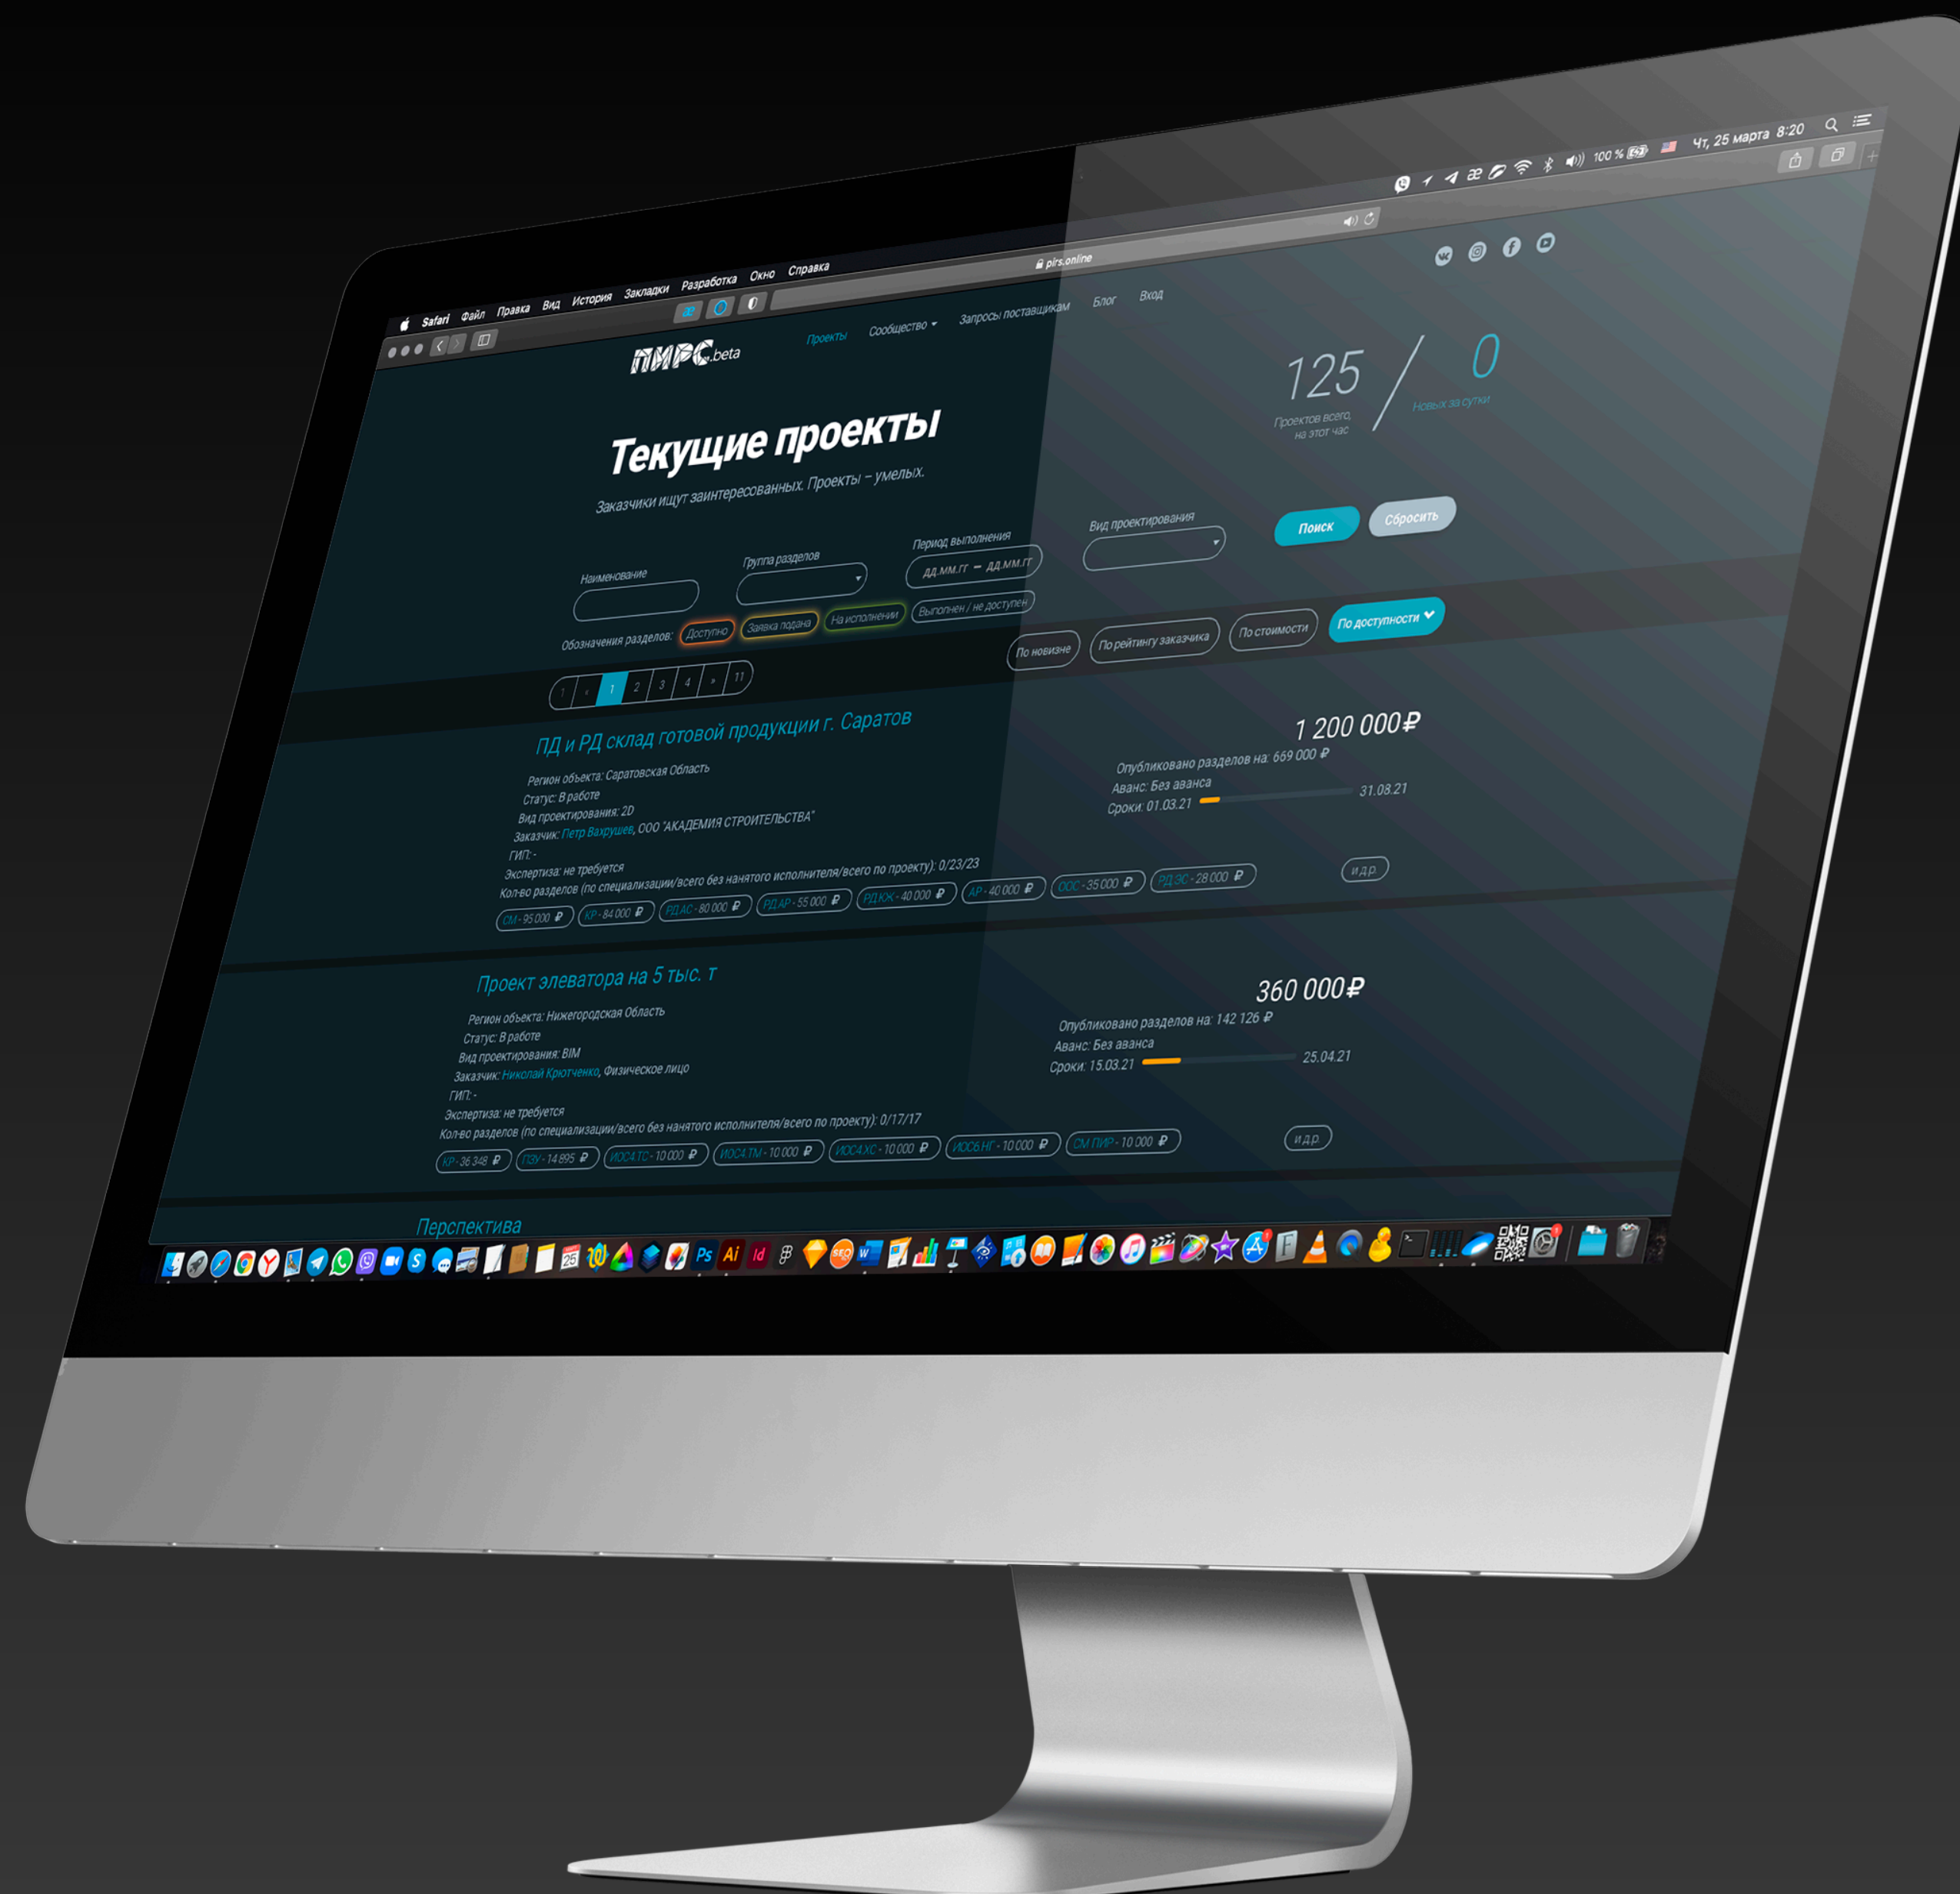 Safari Файл Правка Вид История Закладки Разработка Окно Справка
100 % Чт, 25 марта 8:20
pirs.online
ПИРС.beta Проекты Сообщество Запросы поставщикам Блог Вход
Текущие проекты
Заказчики ищут заинтересованных. Проекты – умелых.
125 / 0
Проектов всего, Новых за сутки
на этот час
Наименование Группа разделов Период выполнения Вид проектирования
дд.мм.гг – дд.мм.гг Поиск Сбросить
Обозначения разделов: Доступно Заявка подана На исполнении Выполнен / не доступен
1 « 1 2 3 4 » 11 По новизне По рейтингу заказчика По стоимости По доступности
ПД и РД склад готовой продукции г. Саратов
Регион объекта: Саратовская Область
Статус: В работе
Вид проектирования: 2D
Заказчик: Петр Вахрушев, ООО "АКАДЕМИЯ СТРОИТЕЛЬСТВА"
ГИП: -
Экспертиза: не требуется
Кол-во разделов (по специализации/всего без нанятого исполнителя/всего по проекту): 0/23/23
1 200 000 ₽
Опубликовано разделов на: 669 000 ₽
Аванс: Без аванса
Сроки: 01.03.21 31.08.21
СМ - 95 000 ₽ КР - 84 000 ₽ РД.АС - 80 000 ₽ РД.АР - 55 000 ₽ РД.КЖ - 40 000 ₽ АР - 40 000 ₽ ООС - 35 000 ₽ РД.ЭС - 28 000 ₽ и др.
Проект элеватора на 5 тыс. т
Регион объекта: Нижегородская Область
Статус: В работе
Вид проектирования: BIM
Заказчик: Николай Крютченко, Физическое лицо
ГИП: -
Экспертиза: не требуется
Кол-во разделов (по специализации/всего без нанятого исполнителя/всего по проекту): 0/17/17
360 000 ₽
Опубликовано разделов на: 142 126 ₽
Аванс: Без аванса
Сроки: 15.03.21 25.04.21
КР - 36 348 ₽ ПЗУ - 14 895 ₽ ИОС4.ТС - 10 000 ₽ ИОС4.ТМ - 10 000 ₽ ИОС4.ХС - 10 000 ₽ ИОС6.НГ - 10 000 ₽ СМ ПИР - 10 000 ₽ и др.
Перспектива
25 Ps Ai Id SEO W